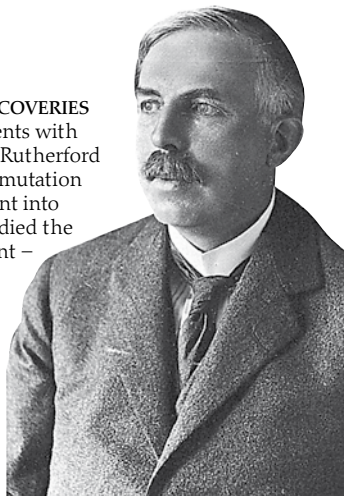 COVERIES
ents with
Rutherford
mutation
nt into
died the
nt –